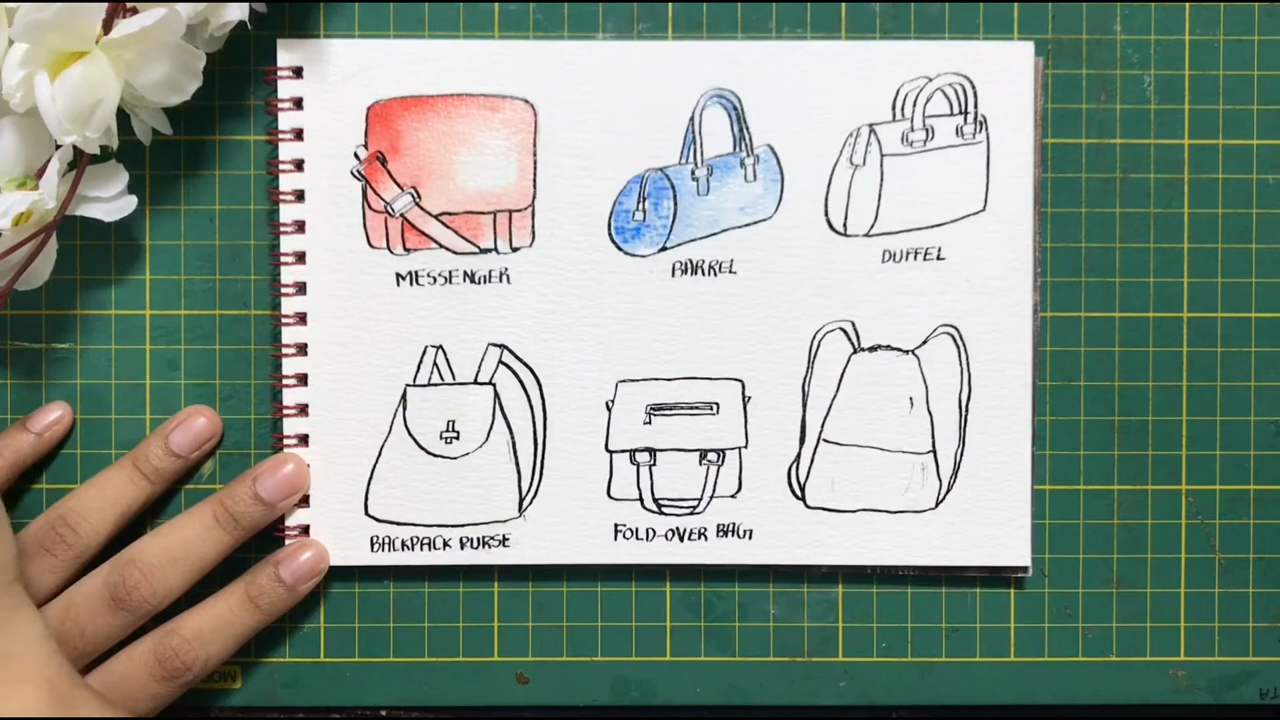 MESSENGER
BARREL
DUFFEL
BACKPACK PURSE
FOLD-OVER BAG